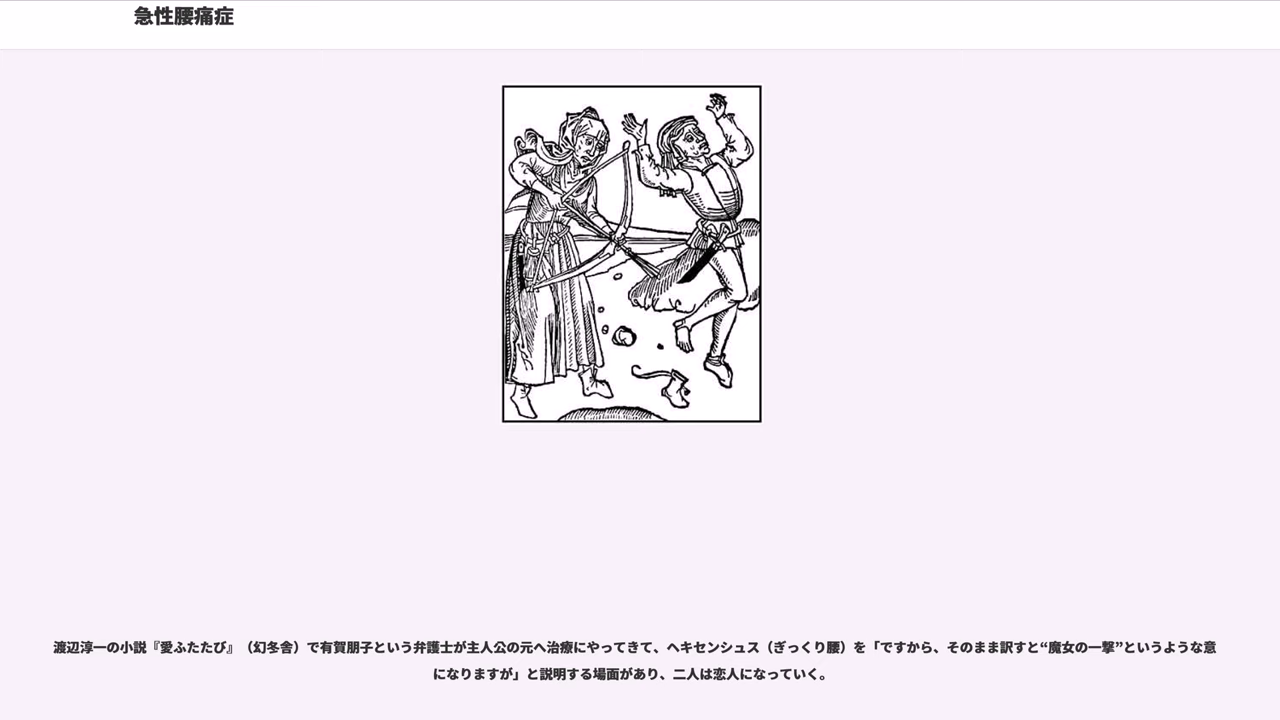 急性腰痛症
渡辺淳一の小説『愛ふたたび』（幻冬舎）で有賀朋子という弁護士が主人公の元へ治療にやってきて、ヘキセンシュス（ぎっくり腰）を「ですから、そのまま訳すと“魔女の一撃”というような意
になりますが」と説明する場面があり、二人は恋人になっていく。